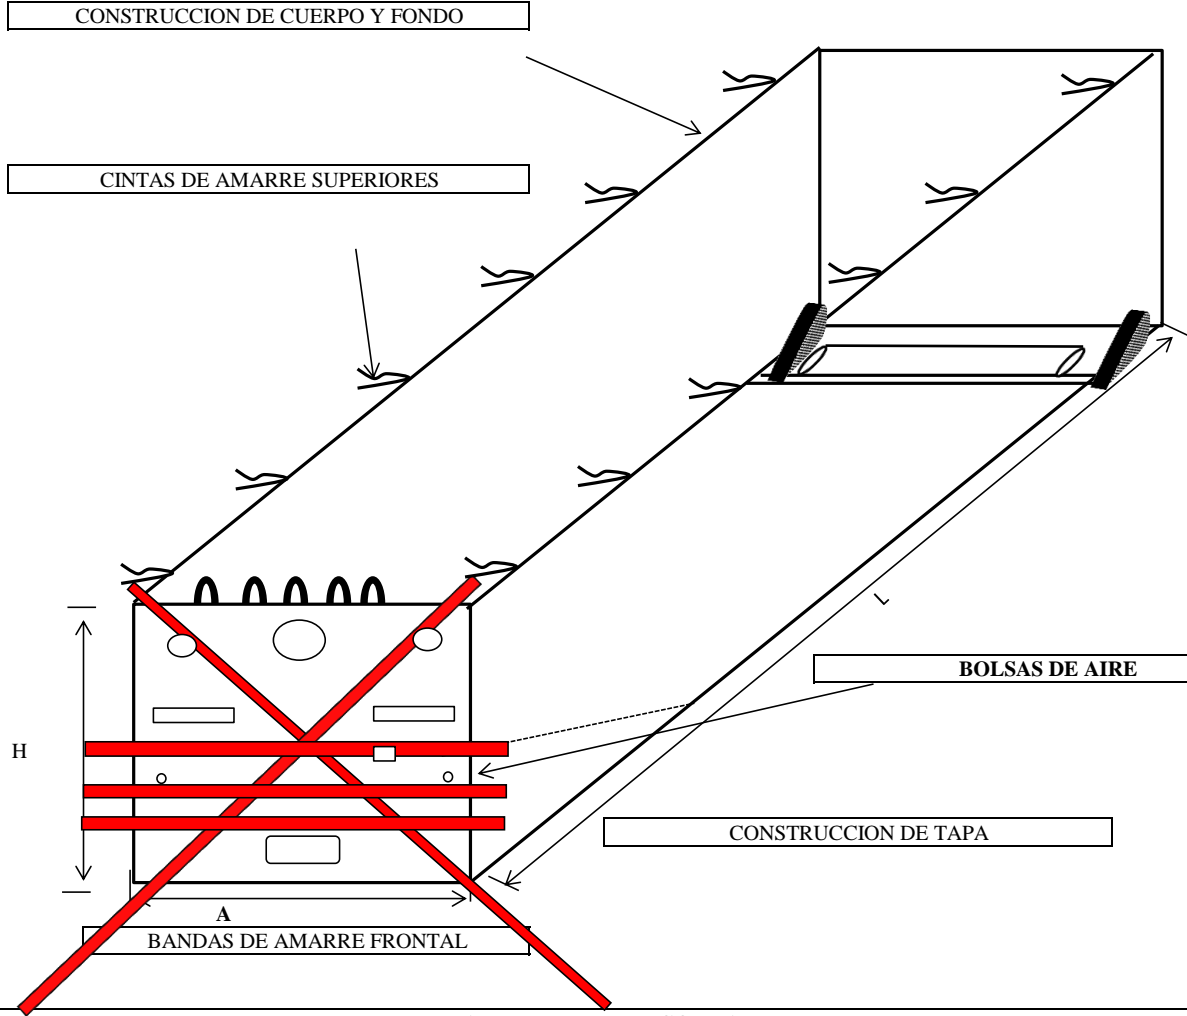 CONSTRUCCION DE CUERPO Y FONDO
CINTAS DE AMARRE SUPERIORES
L
BOLSAS DE AIRE
H
CONSTRUCCION DE TAPA
A
BANDAS DE AMARRE FRONTAL